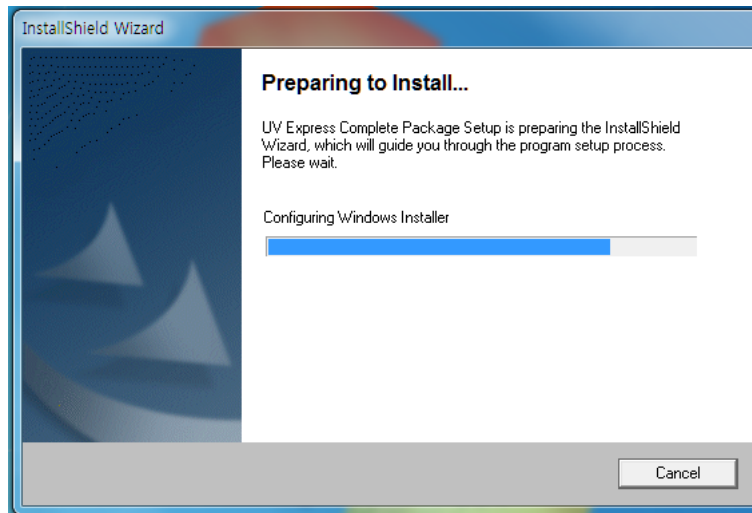 InstallShield Wizard
Preparing to Install...
UV Express Complete Package Setup is preparing the InstallShield
Wizard, which will guide you through the program setup process.
Please wait.
Configuring Windows Installer
Cancel